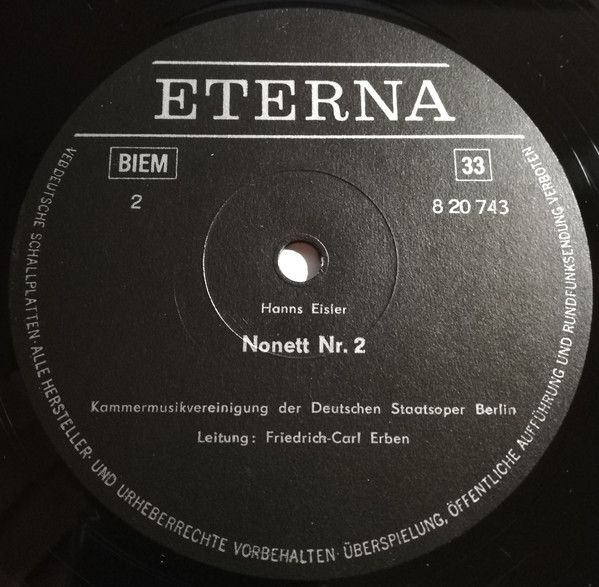 ETERNA
BIEM
33
2
8 20 743
Hanns Eisler
Nonett Nr. 2
Kammermusikvereinigung der Deutschen Staatsoper Berlin
Leitung: Friedrich-Carl Erben
VEB DEUTSCHE SCHALLPLATTEN · ALLE HERSTELLER- UND URHEBERRECHTE VORBEHALTEN · ÜBERSPIELUNG, ÖFFENTLICHE AUFFÜHRUNG UND RUNDFUNKSENDUNG VERBOTEN